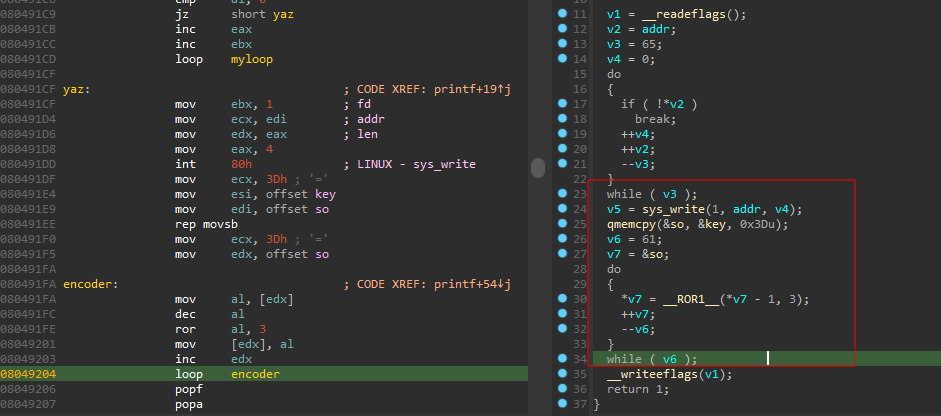 080491C9 jz short yaz
080491CB inc eax
080491CC inc ebx
080491CD loop myloop
080491CF
080491CF yaz: ; CODE XREF: printf+19↑j
080491CF mov ebx, 1 ; fd
080491D4 mov ecx, edi ; addr
080491D6 mov edx, eax ; len
080491D8 mov eax, 4
080491DD int 80h ; LINUX - sys_write
080491DF mov ecx, 3Dh ; '='
080491E4 mov esi, offset key
080491E9 mov edi, offset so
080491EE rep movsb
080491F0 mov ecx, 3Dh ; '='
080491F5 mov edx, offset so
080491FA
080491FA encoder: ; CODE XREF: printf+54↓j
080491FA mov al, [edx]
080491FC dec al
080491FE ror al, 3
08049201 mov [edx], al
08049203 inc edx
08049204 loop encoder
08049206 popf
08049207 popa
11 v1 = __readeflags();
12 v2 = addr;
13 v3 = 65;
14 v4 = 0;
15 do
16 {
17 if ( !*v2 )
18 break;
19 ++v4;
20 ++v2;
21 --v3;
22 }
23 while ( v3 );
24 v5 = sys_write(1, addr, v4);
25 qmemcpy(&so, &key, 0x3Du);
26 v6 = 61;
27 v7 = &so;
28 do
29 {
30 *v7 = __ROR1__(*v7 - 1, 3);
31 ++v7;
32 --v6;
33 }
34 while ( v6 );
35 __writeeflags(v1);
36 return 1;
37 }